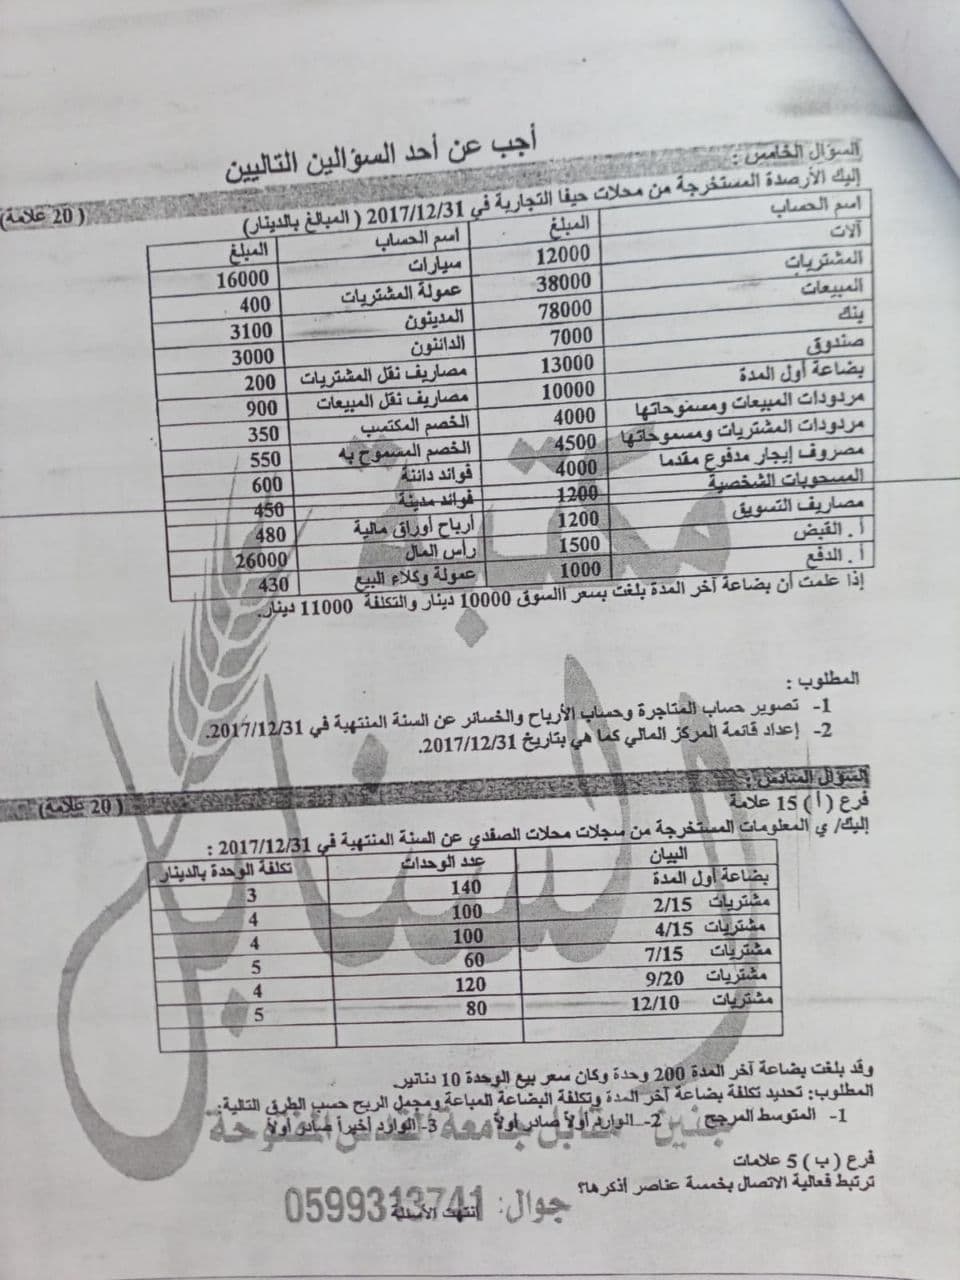 أجب عن أحد السؤالين التاليين
السؤال الخامس : ( 20 علامة)
إليك الأرصدة المستخرجة من محلات حيفا التجارية في 2017/12/31 ( المبالغ بالدينار)
اسم الحساب المبلغ اسم الحساب المبلغ
آلات 12000 سيارات 16000
المشتريات 38000 عمولة المشتريات 400
المبيعات 78000 المدينون 3100
بنك 7000 الدائنون 3000
صندوق 13000 مصاريف نقل المشتريات 200
بضاعة أول المدة 10000 مصاريف نقل المبيعات 900
مردودات المبيعات ومسموحاتها 4000 الخصم المكتسب 350
مردودات المشتريات ومسموحاتها 4500 الخصم المسموح به 550
مصروف إيجار مدفوع مقدما 4000 فوائد دائنة 600
المسحوبات الشخصية 1200 فوائد مدينة 450
مصاريف التسويق 1200 أرباح أوراق مالية 480
أ . القبض 1500 رأس المال 26000
أ . الدفع 1000 عمولة وكلاء البيع 430
إذا علمت أن بضاعة آخر المدة بلغت بسعر السوق 10000 دينار والتكلفة 11000 دينار.
المطلوب :
1- تصوير حساب المتاجرة وحساب الأرباح والخسائر عن السنة المنتهية في 2017/12/31.
2- إعداد قائمة المركز المالي كما هي بتاريخ 2017/12/31.
السؤال السادس : ( 20 علامة)
فرع ( أ ) 15 علامة
إليك/ ي المعلومات المستخرجة من سجلات محلات الصفدي عن السنة المنتهية في 2017/12/31 :
البيان عدد الوحدات تكلفة الوحدة بالدينار
بضاعة أول المدة 140 3
مشتريات 2/15 100 4
مشتريات 4/15 100 4
مشتريات 7/15 60 5
مشتريات 9/20 120 4
مشتريات 12/10 80 5
وقد بلغت بضاعة آخر المدة 200 وحدة وكان سعر بيع الوحدة 10 دنانير
المطلوب: تحديد تكلفة بضاعة آخر المدة وتكلفة البضاعة المباعة ومجمل الربح حسب الطرق التالية:
1- المتوسط المرجح 2- الوارد أولاً صادر أولاً 3- الوارد أخيراً صادر أولاً
فرع ( ب ) 5 علامات
ترتبط فعالية الاتصال بخمسة عناصر أذكرها؟
انتهت الأسئلة
مكتبة
السنابل
جنين - مقابل جامعة القدس المفتوحة
جوال: 0599313741